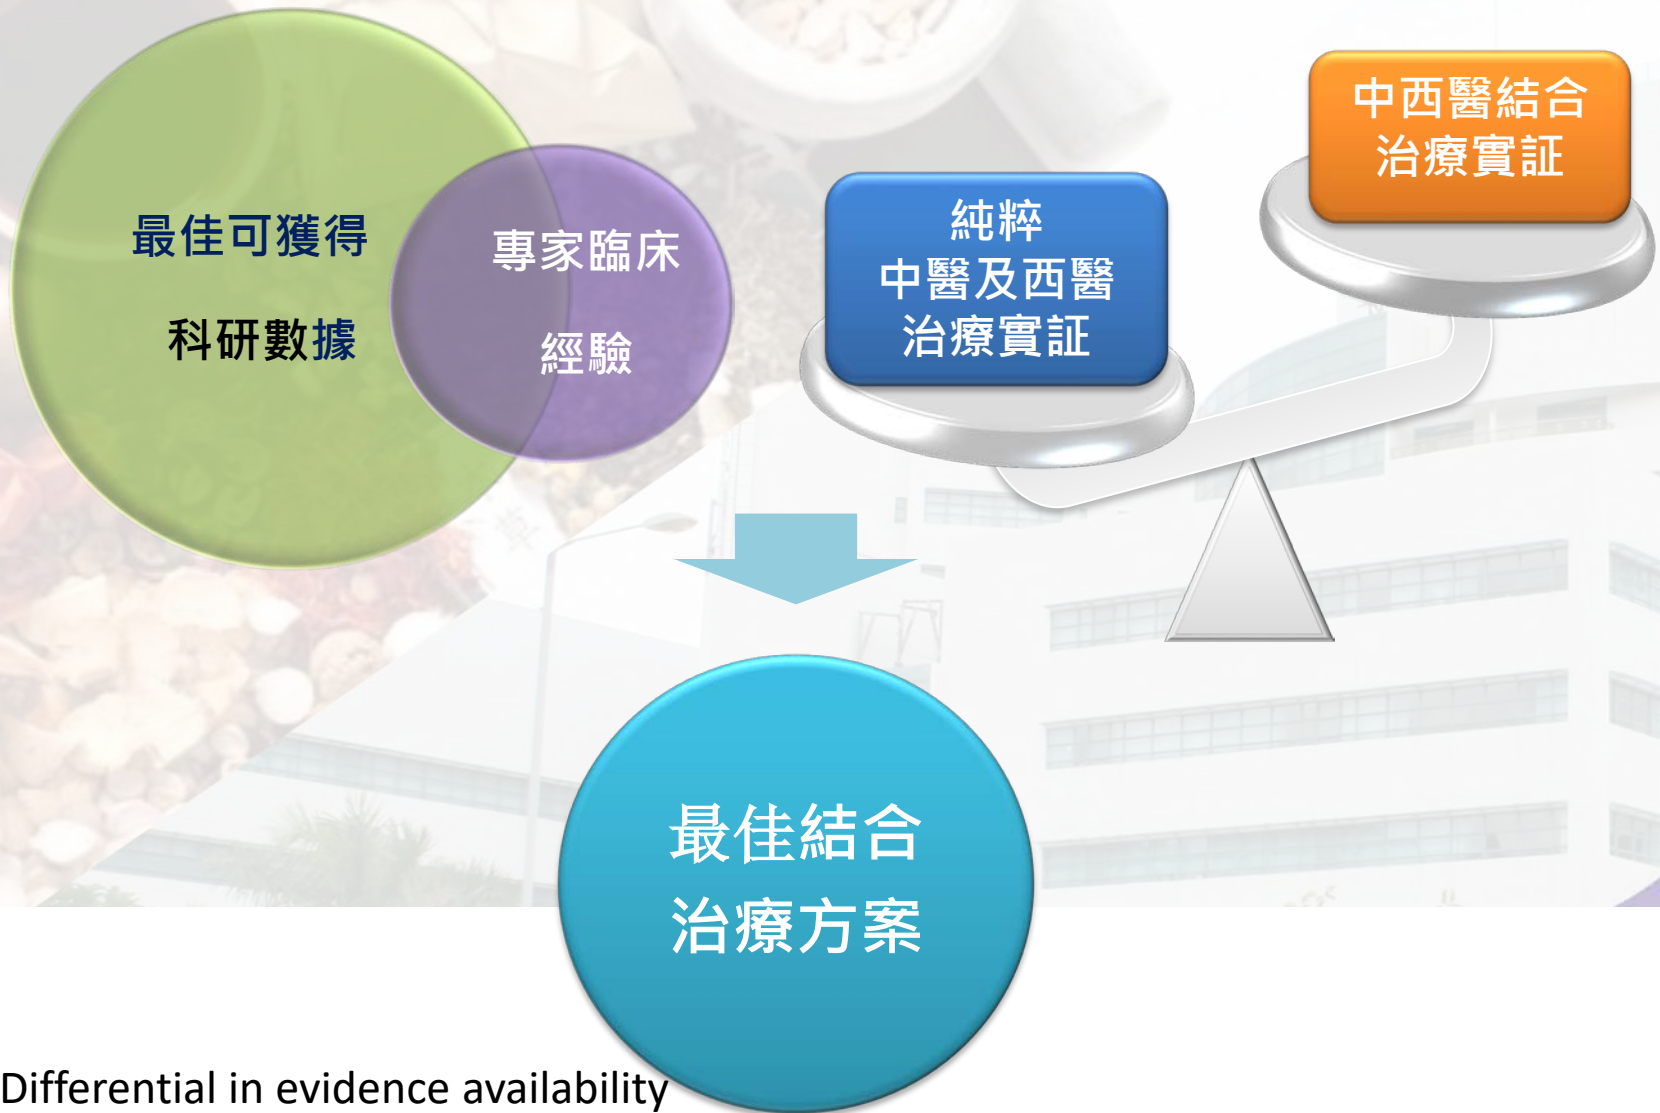 最佳可獲得
科研數據
專家臨床
經驗
純粹
中醫及西醫
治療實証
中西醫結合
治療實証
最佳結合
治療方案
Differential in evidence availability